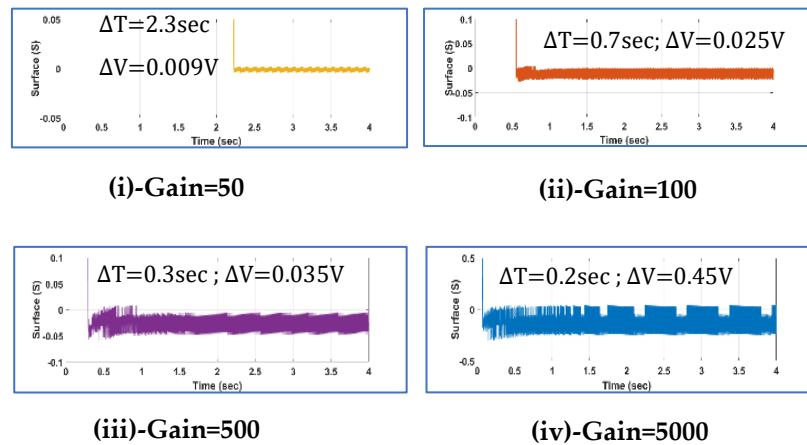 ΔT=2.3sec
ΔV=0.009V
Surface (S)
0.05
0
-0.05
0 0.5 1 1.5 2 2.5 3 3.5 4
Time (sec)
(i)-Gain=50
ΔT=0.7sec; ΔV=0.025V
Surface (S)
0.1
0.05
0
-0.05
-0.1
0 0.5 1 1.5 2 2.5 3 3.5 4
Time (sec)
(ii)-Gain=100
ΔT=0.3sec ; ΔV=0.035V
Surface (S)
0.1
0.05
0
-0.05
-0.1
0 0.5 1 1.5 2 2.5 3 3.5 4
Time (sec)
(iii)-Gain=500
ΔT=0.2sec ; ΔV=0.45V
Surface (S)
0.5
0
-0.5
0 0.5 1 1.5 2 2.5 3 3.5 4
Time (sec)
(iv)-Gain=5000